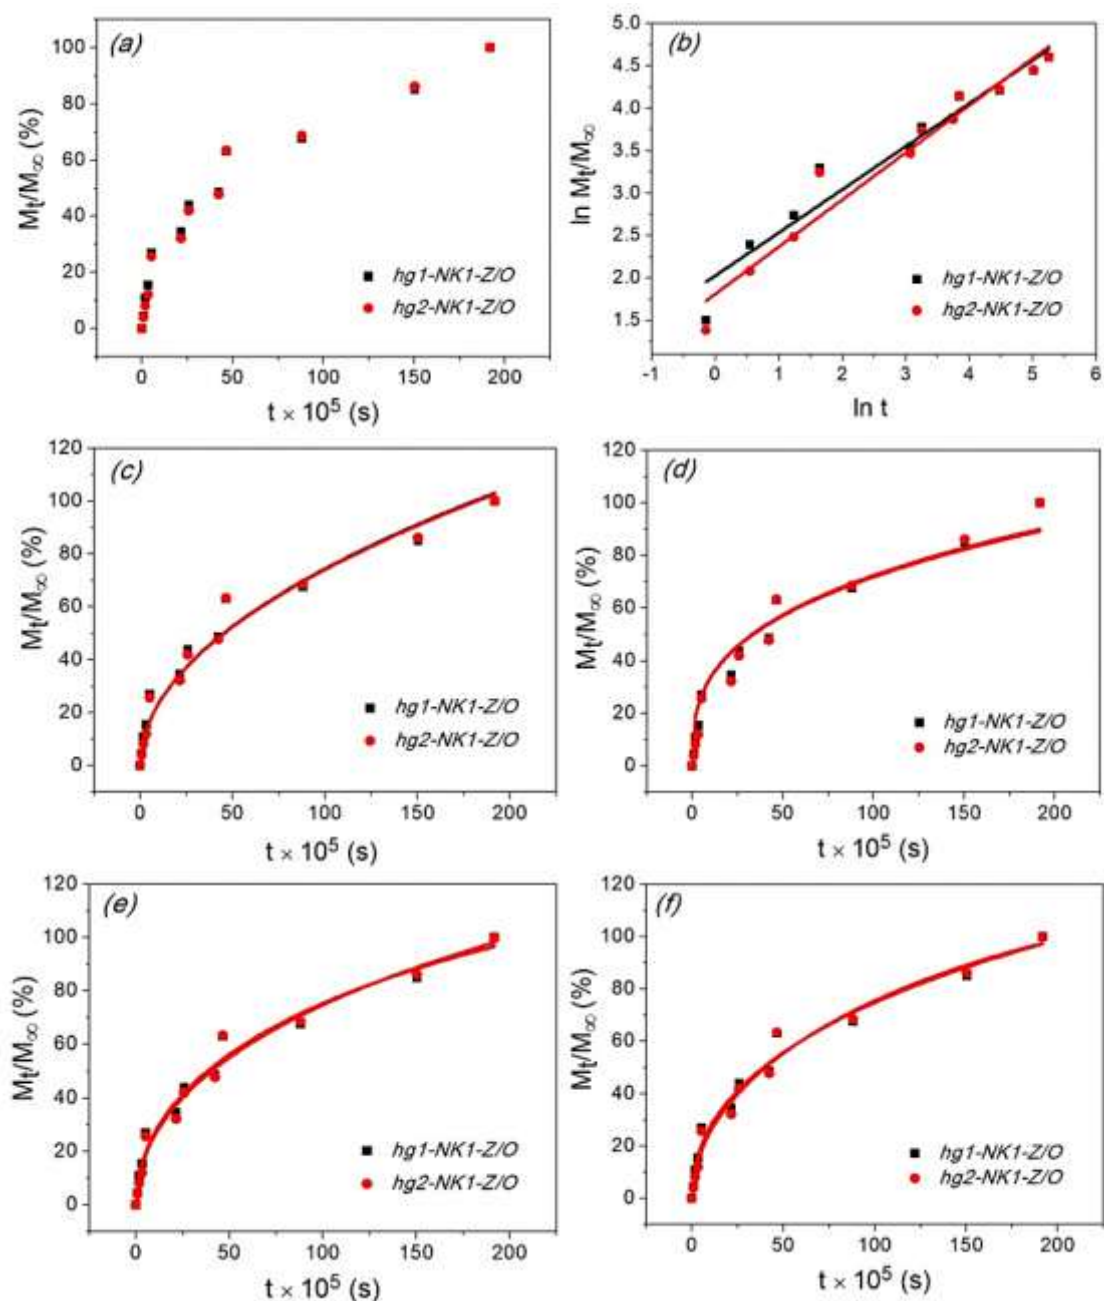 (a)
100
80
60
40
20
0
Mt/M∞ (%)
hg1-NK1-Z/O
hg2-NK1-Z/O
0 50 100 150 200
t × 10⁵ (s)
(b)
5.0
4.5
4.0
3.5
3.0
2.5
2.0
1.5
ln Mt/M∞
hg1-NK1-Z/O
hg2-NK1-Z/O
-1 0 1 2 3 4 5 6
ln t
(c)
120
100
80
60
40
20
0
Mt/M∞ (%)
hg1-NK1-Z/O
hg2-NK1-Z/O
0 50 100 150 200
t × 10⁵ (s)
(d)
120
100
80
60
40
20
0
Mt/M∞ (%)
hg1-NK1-Z/O
hg2-NK1-Z/O
0 50 100 150 200
t × 10⁵ (s)
(e)
120
100
80
60
40
20
0
Mt/M∞ (%)
hg1-NK1-Z/O
hg2-NK1-Z/O
0 50 100 150 200
t × 10⁵ (s)
(f)
120
100
80
60
40
20
0
Mt/M∞ (%)
hg1-NK1-Z/O
hg2-NK1-Z/O
0 50 100 150 200
t × 10⁵ (s)